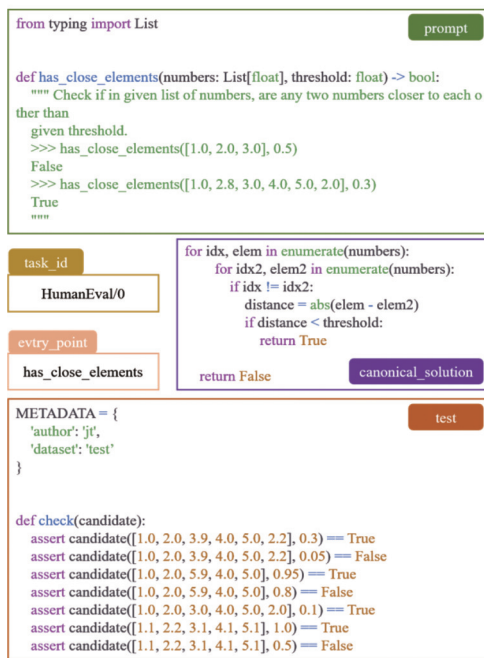 from typing import List
prompt
def has_close_elements(numbers: List[float], threshold: float) -> bool:
""" Check if in given list of numbers, are any two numbers closer to each o
ther than
given threshold.
>>> has_close_elements([1.0, 2.0, 3.0], 0.5)
False
>>> has_close_elements([1.0, 2.8, 3.0, 4.0, 5.0, 2.0], 0.3)
True
"""
task_id
HumanEval/0
evtry_point
has_close_elements
for idx, elem in enumerate(numbers):
for idx2, elem2 in enumerate(numbers):
if idx != idx2:
distance = abs(elem - elem2)
if distance < threshold:
return True
return False
canonical_solution
METADATA = {
'author': 'jt',
'dataset': 'test’
}
test
def check(candidate):
assert candidate([1.0, 2.0, 3.9, 4.0, 5.0, 2.2], 0.3) == True
assert candidate([1.0, 2.0, 3.9, 4.0, 5.0, 2.2], 0.05) == False
assert candidate([1.0, 2.0, 5.9, 4.0, 5.0], 0.95) == True
assert candidate([1.0, 2.0, 5.9, 4.0, 5.0], 0.8) == False
assert candidate([1.0, 2.0, 3.0, 4.0, 5.0, 2.0], 0.1) == True
assert candidate([1.1, 2.2, 3.1, 4.1, 5.1], 1.0) == True
assert candidate([1.1, 2.2, 3.1, 4.1, 5.1], 0.5) == False